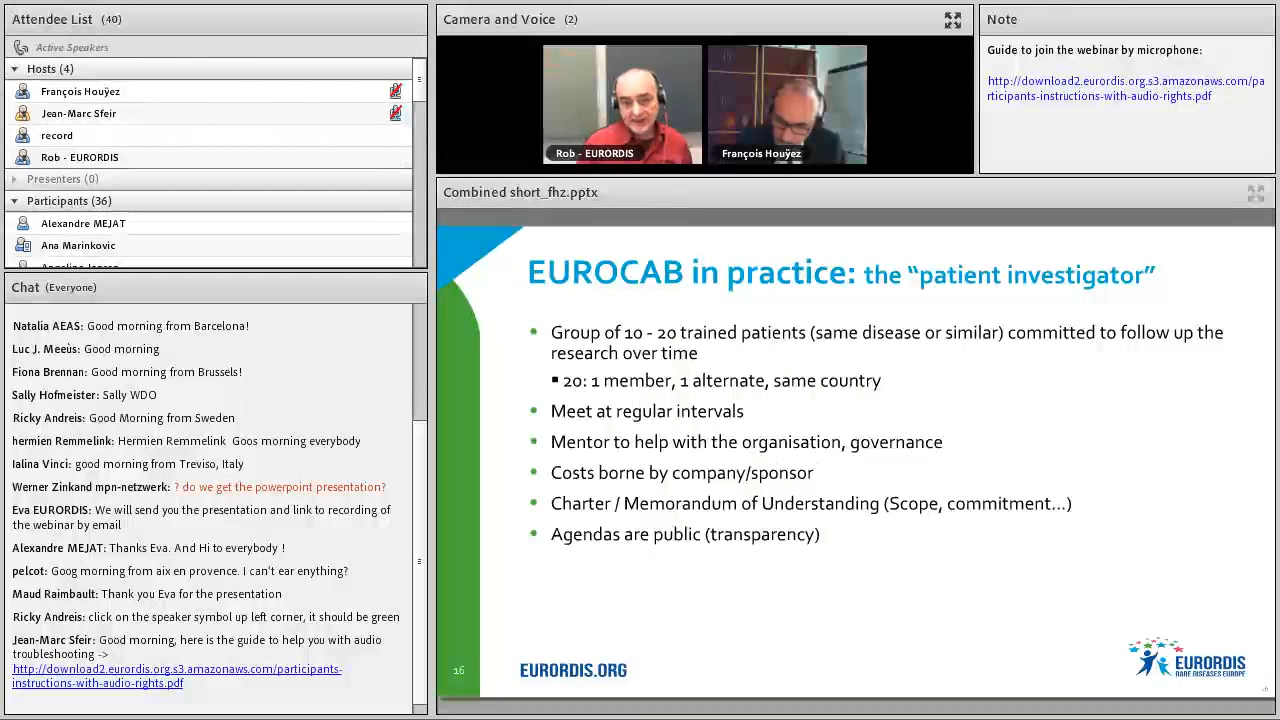 Attendee List (40)
Active Speakers
Hosts (4)
François Houÿez
Jean-Marc Sfeir
record
Rob - EURORDIS
Presenters (0)
Participants (36)
Alexandre MEJAT
Ana Marinkovic
Chat (Everyone)
Natalia AEAS: Good morning from Barcelona!
Luc J. Meeùs: Good morning
Fiona Brennan: Good morning from Brussels!
Sally Hofmeister: Sally WDO
Ricky Andreis: Good Morning from Sweden
hermien Remmelink: Hermien Remmelink Goos morning everybody
Ialina Vinci: good morning from Treviso, Italy
Werner Zinkand mpn-netzwerk: ? do we get the powerpoint presentation?
Eva EURORDIS: We will send you the presentation and link to recording of
the webinar by email
Alexandre MEJAT: Thanks Eva. And Hi to everybody !
pelcot: Goog morning from aix en provence. I can't ear enything?
Maud Raimbault: Thank you Eva for the presentation
Ricky Andreis: click on the speaker symbol up left corner, it should be green
Jean-Marc Sfeir: Good morning, here is the guide to help you with audio
troubleshooting ->
http://download2.eurordis.org.s3.amazonaws.com/participants-
instructions-with-audio-rights.pdf
Camera and Voice (2)
Rob - EURORDIS
François Houÿez
Note
Guide to join the webinar by microphone:
http://download2.eurordis.org.s3.amazonaws.com/pa
rticipants-instructions-with-audio-rights.pdf
Combined short_fhz.pptx
EUROCAB in practice: the “patient investigator”
Group of 10 - 20 trained patients (same disease or similar) committed to follow up the
research over time
20: 1 member, 1 alternate, same country
Meet at regular intervals
Mentor to help with the organisation, governance
Costs borne by company/sponsor
Charter / Memorandum of Understanding (Scope, commitment...)
Agendas are public (transparency)
16
EURORDIS.ORG
EURORDIS
RARE DISEASES EUROPE